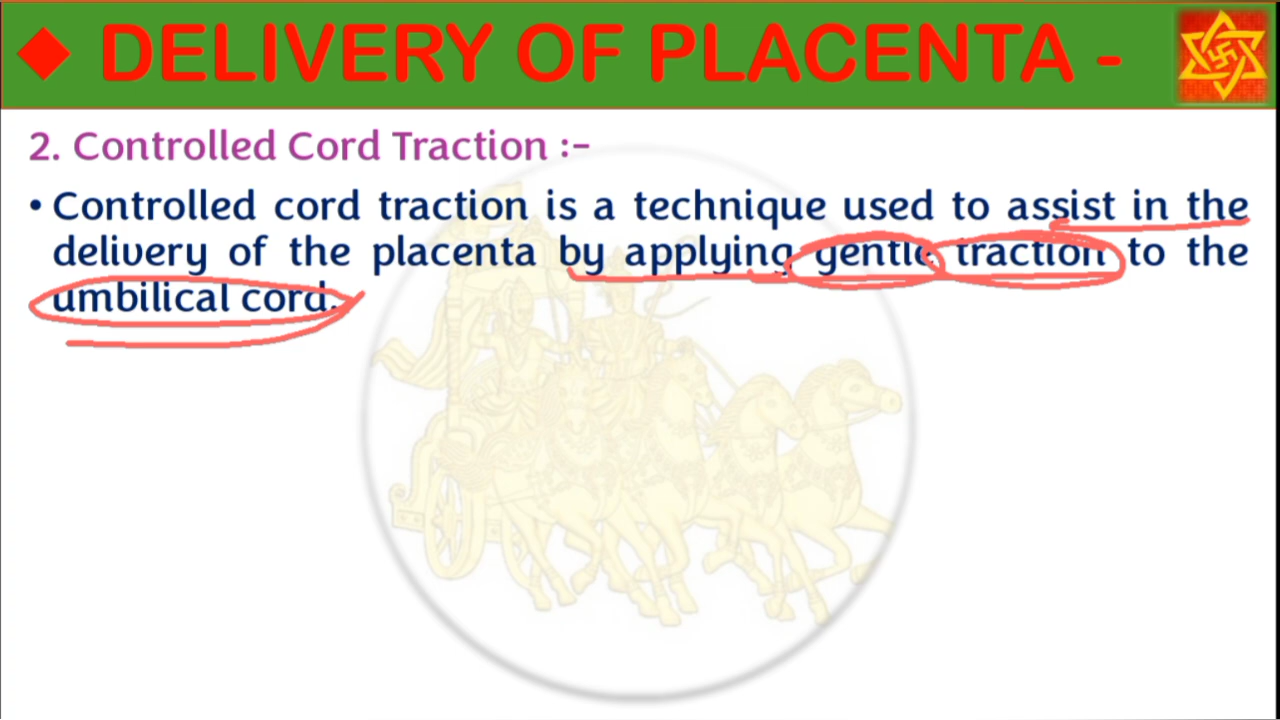 ◆ DELIVERY OF PLACENTA -
2. Controlled Cord Traction :-
• Controlled cord traction is a technique used to assist in the
delivery of the placenta by applying gentle traction to the
umbilical cord.